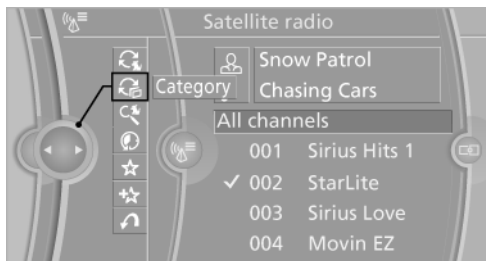 Satellite radio
Snow Patrol
Category
Chasing Cars
All channels
001 Sirius Hits 1
✓ 002 StarLite
003 Sirius Love
004 Movin EZ